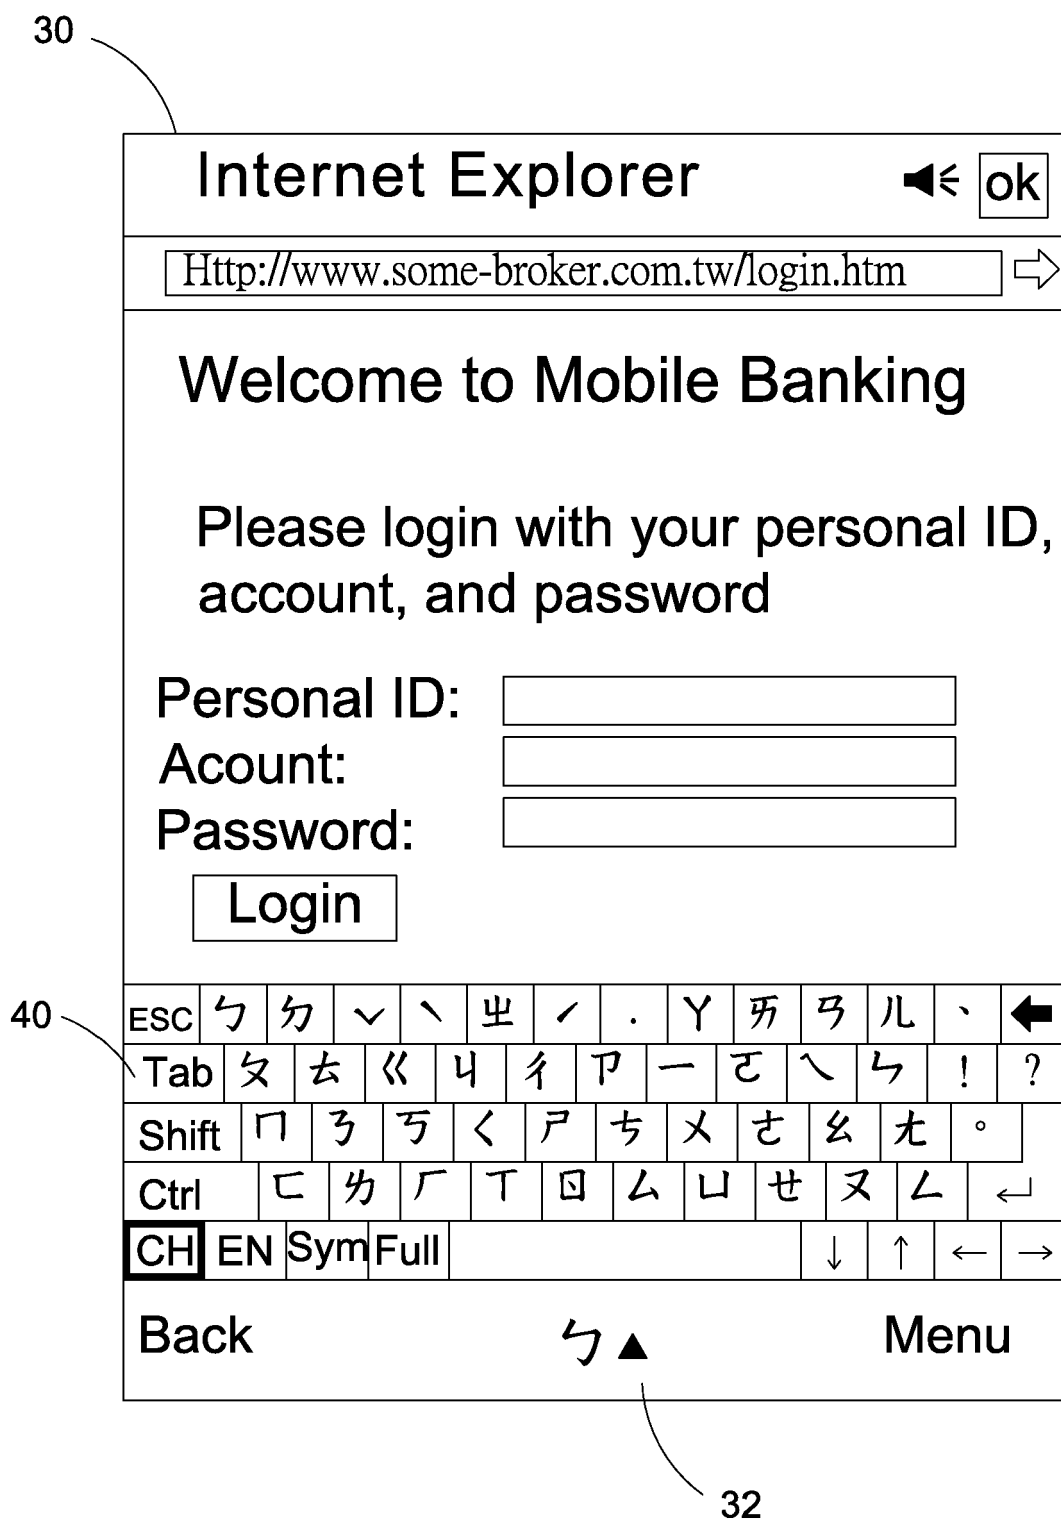 30
Internet Explorer ok
Http://www.some-broker.com.tw/login.htm
Welcome to Mobile Banking
Please login with your personal ID,
account, and password
Personal ID:
Acount:
Password:
Login
40
ESC ㄅ ㄉ ˇ ˋ ㄓ ˊ . ㄚ ㄞ ㄢ ㄦ 、 ←
Tab ㄆ ㄊ ㄍ ㄐ ㄔ ㄗ ㄧ ㄛ ㄟ ㄣ ! ?
Shift ㄇ ㄋ ㄎ ㄑ ㄕ ㄘ ㄨ ㄜ ㄠ ㄤ 。
Ctrl ㄈ ㄌ ㄏ ㄒ ㄖ ㄙ ㄩ ㄝ ㄡ ㄥ ↵
CH EN Sym Full ↓ ↑ ← →
Back ㄅ▲ Menu
32